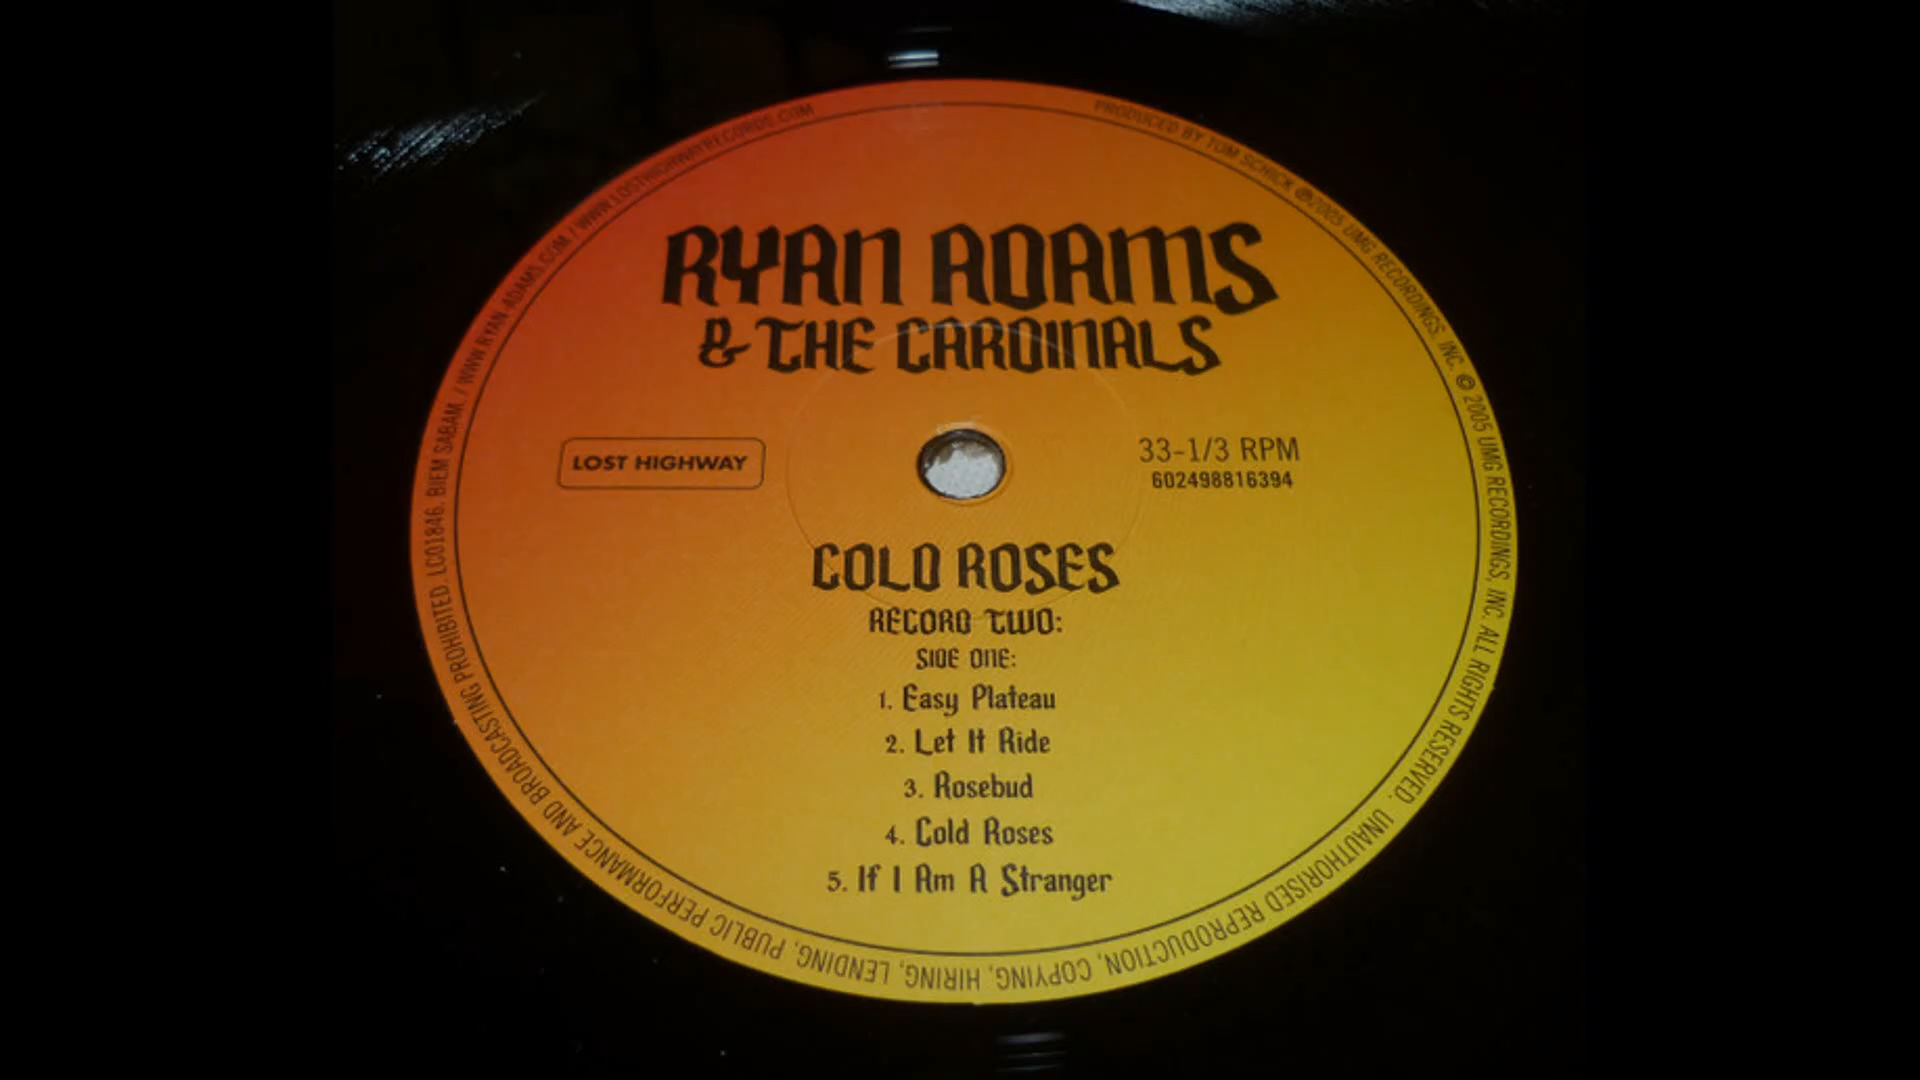 RYAN ADAMS
& THE CARDINALS
LOST HIGHWAY
33-1/3 RPM
602498816394
COLD ROSES
RECORD TWO:
SIDE ONE:
1. Easy Plateau
2. Let It Ride
3. Rosebud
4. Cold Roses
5. If I Am A Stranger
PRODUCED BY TOM SCHICK ℗2005 UMG RECORDINGS, INC. © 2005 UMG RECORDINGS, INC. ALL RIGHTS RESERVED. UNAUTHORISED REPRODUCTION, COPYING, HIRING, LENDING, PUBLIC PERFORMANCE AND BROADCASTING PROHIBITED. LC01846. BIEM SABAM. / WWW.RYAN-ADAMS.COM / WWW.LOSTHIGHWAYRECORDS.COM